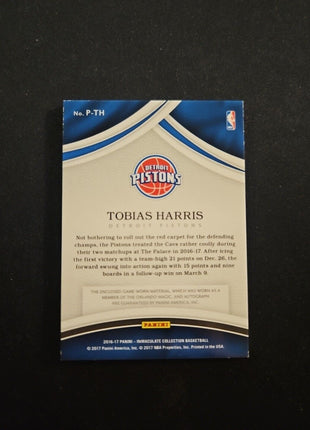 No. P-TH
DETROIT
PISTONS
TOBIAS HARRIS
DETROIT PISTONS
Not bothering to roll out the red carpet for the defending
champs, the Pistons treated the Cavs rather coolly during
their two matchups at The Palace in 2016-17. After icing
the first victory with a team-high 21 points on Dec. 26, the
forward swung into action again with 15 points and nine
boards in a follow-up win on March 9.
THE ENCLOSED GAME-WORN MATERIAL, WHICH WAS WORN AS A
MEMBER OF THE ORLANDO MAGIC, AND AUTOGRAPH
ARE GUARANTEED BY PANINI AMERICA, INC.
PANINI
2016-17 PANINI - IMMACULATE COLLECTION BASKETBALL
© 2017 Panini America, Inc. © 2017 NBA Properties, Inc. Printed in the USA.